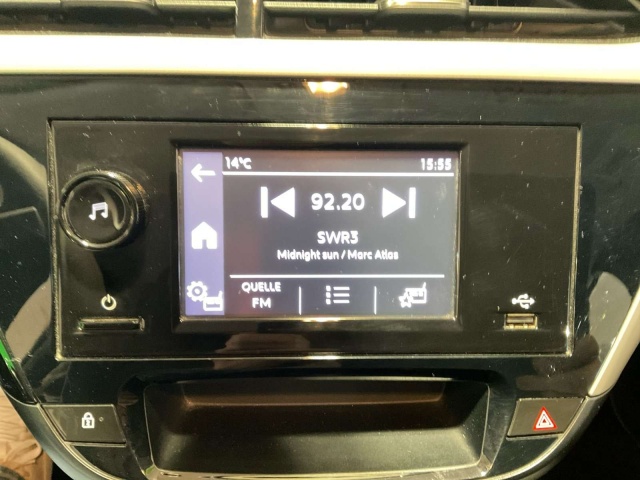 14°C 15:55
92.20
SWR3
Midnight sun / Marc Atlas
QUELLE
FM